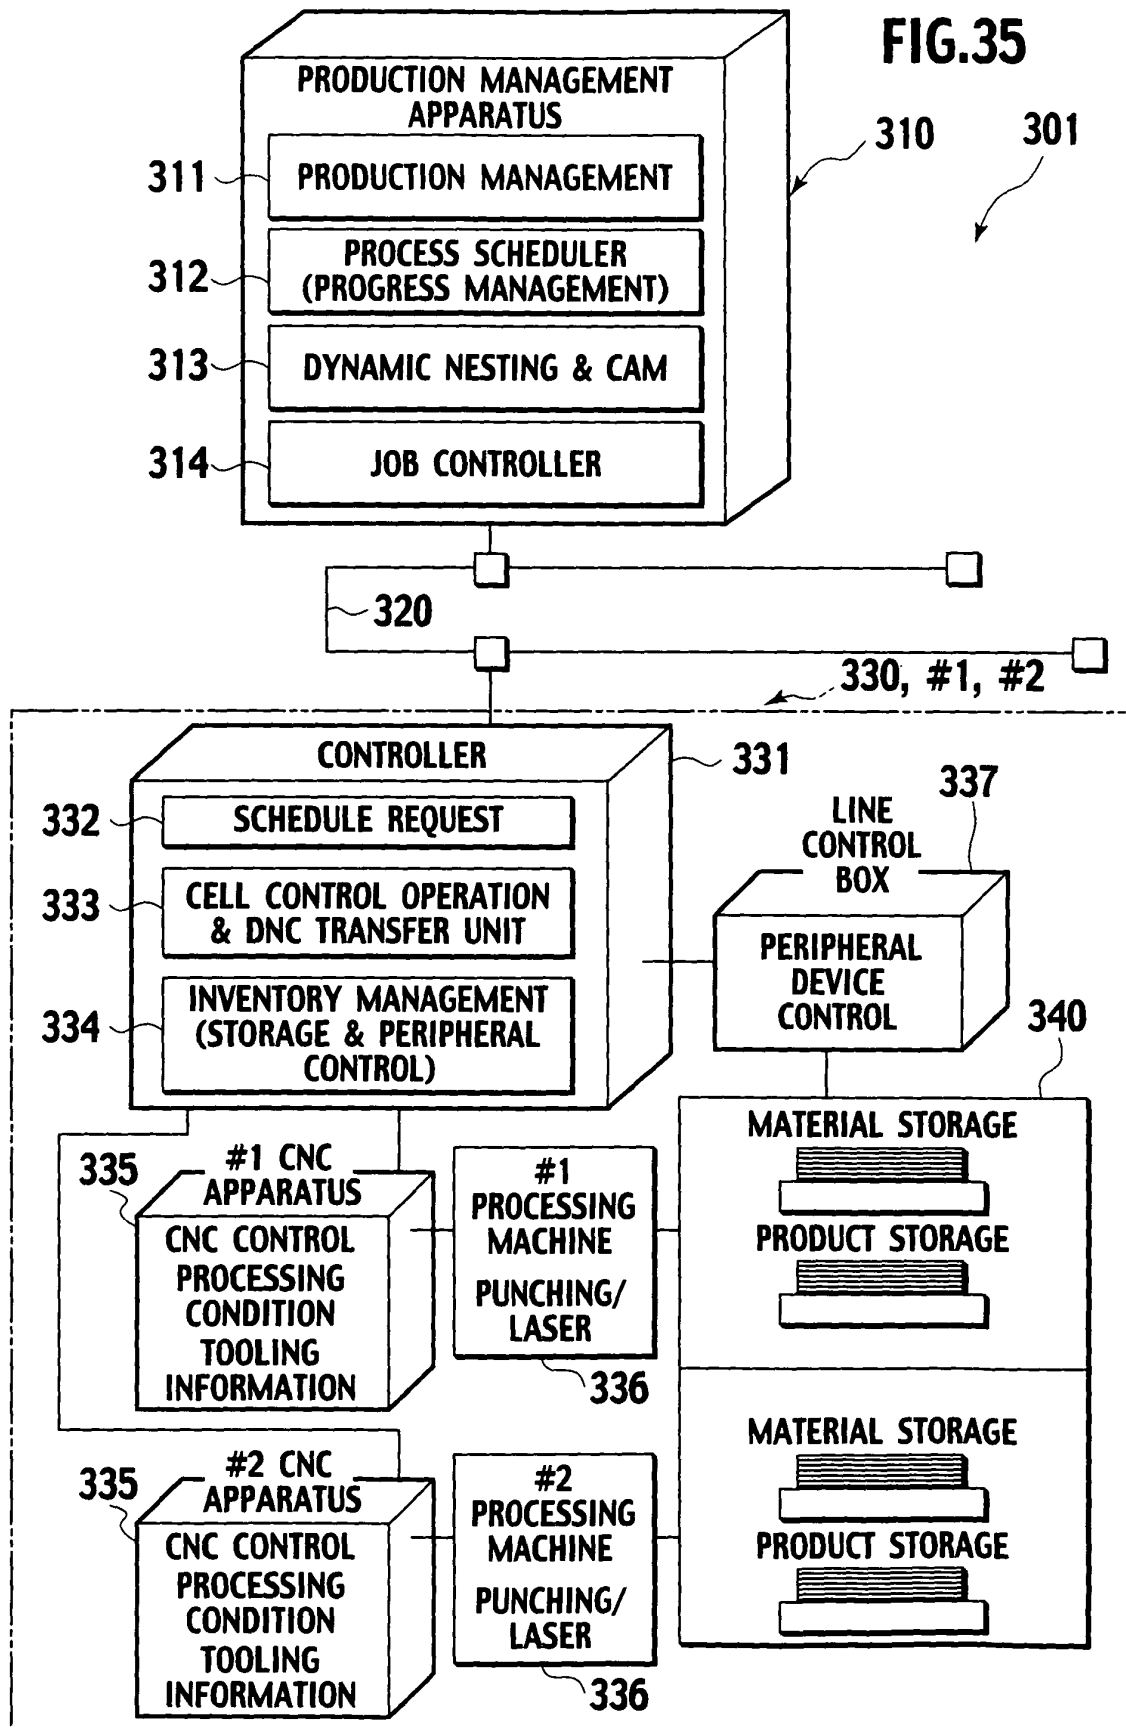 FIG.35
PRODUCTION MANAGEMENT
APPARATUS
310
301
311
PRODUCTION MANAGEMENT
312
PROCESS SCHEDULER
(PROGRESS MANAGEMENT)
313
DYNAMIC NESTING & CAM
314
JOB CONTROLLER
320
330, #1, #2
CONTROLLER
331
332
SCHEDULE REQUEST
333
CELL CONTROL OPERATION
& DNC TRANSFER UNIT
334
INVENTORY MANAGEMENT
(STORAGE & PERIPHERAL
CONTROL)
337
LINE
CONTROL
BOX
PERIPHERAL
DEVICE
CONTROL
340
335
#1 CNC
APPARATUS
CNC CONTROL
PROCESSING
CONDITION
TOOLING
INFORMATION
#1
PROCESSING
MACHINE
PUNCHING/
LASER
336
MATERIAL STORAGE
PRODUCT STORAGE
335
#2 CNC
APPARATUS
CNC CONTROL
PROCESSING
CONDITION
TOOLING
INFORMATION
#2
PROCESSING
MACHINE
PUNCHING/
LASER
336
MATERIAL STORAGE
PRODUCT STORAGE